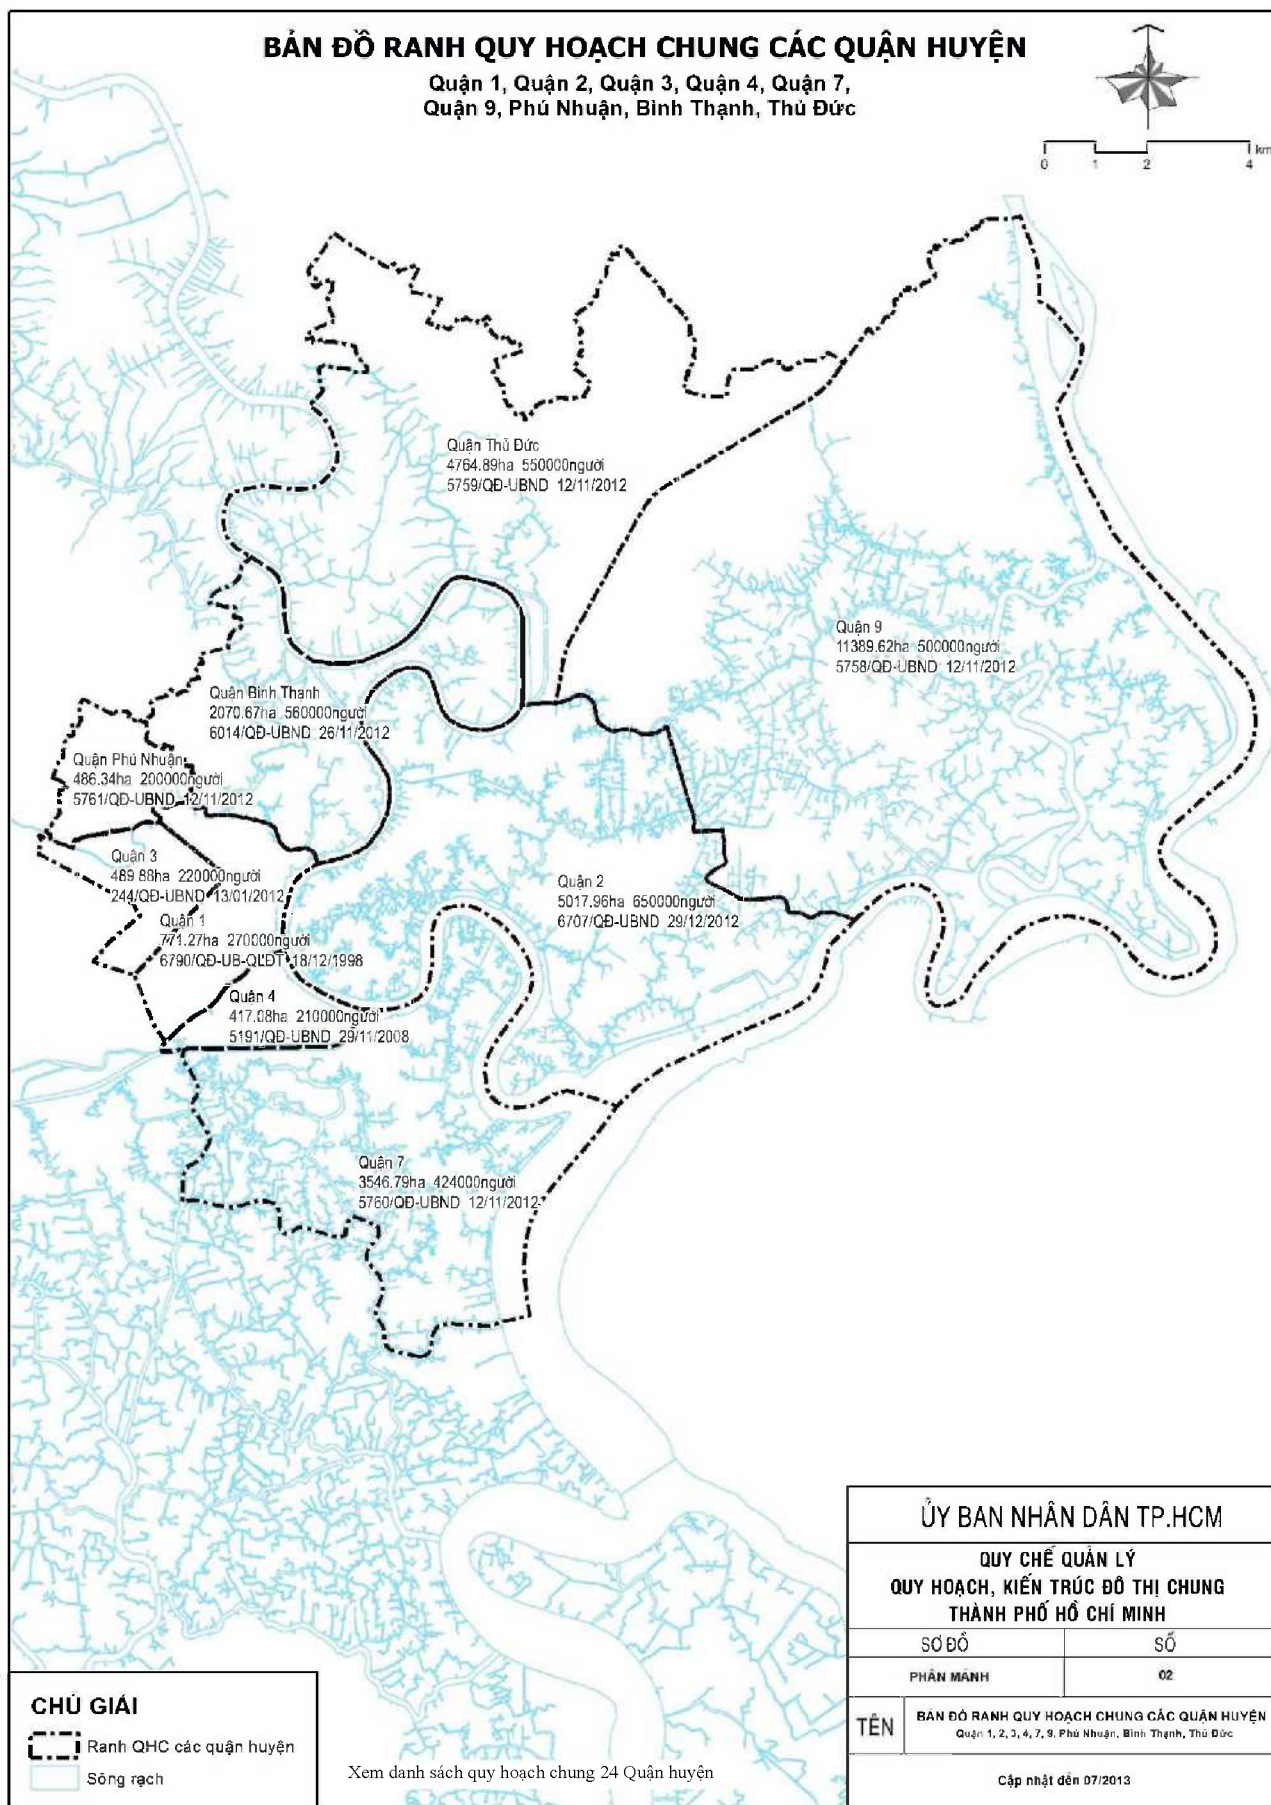 BẢN ĐỒ RANH QUY HOẠCH CHUNG CÁC QUẬN HUYỆN
Quận 1, Quận 2, Quận 3, Quận 4, Quận 7,
Quận 9, Phú Nhuận, Bình Thạnh, Thủ Đức
0 1 2 4 km
Quận Thủ Đức
4764.89ha 550000người
5759/QĐ-UBND 12/11/2012
Quận 9
11389.62ha 500000người
5758/QĐ-UBND 12/11/2012
Quận Bình Thạnh
2070.67ha 560000người
6014/QĐ-UBND 26/11/2012
Quận Phú Nhuận
486.34ha 200000người
5761/QĐ-UBND 12/11/2012
Quận 3
489.88ha 220000người
244/QĐ-UBND 13/01/2012
Quận 2
5017.96ha 650000người
6707/QĐ-UBND 29/12/2012
Quận 1
771.27ha 270000người
6790/QĐ-UB-QLĐT 18/12/1998
Quận 4
417.08ha 210000người
5191/QĐ-UBND 29/11/2008
Quận 7
3546.79ha 424000người
5760/QĐ-UBND 12/11/2012
ỦY BAN NHÂN DÂN TP.HCM
QUY CHẾ QUẢN LÝ
QUY HOẠCH, KIẾN TRÚC ĐÔ THỊ CHUNG
THÀNH PHỐ HỒ CHÍ MINH
SƠ ĐỒ SỐ
PHÂN MẢNH 02
TÊN
BẢN ĐỒ RANH QUY HOẠCH CHUNG CÁC QUẬN HUYỆN
Quận 1, 2, 3, 4, 7, 9, Phú Nhuận, Bình Thạnh, Thủ Đức
Cập nhật đến 07/2013
CHÚ GIẢI
Ranh QHC các quận huyện
Sông rạch
Xem danh sách quy hoạch chung 24 Quận huyện